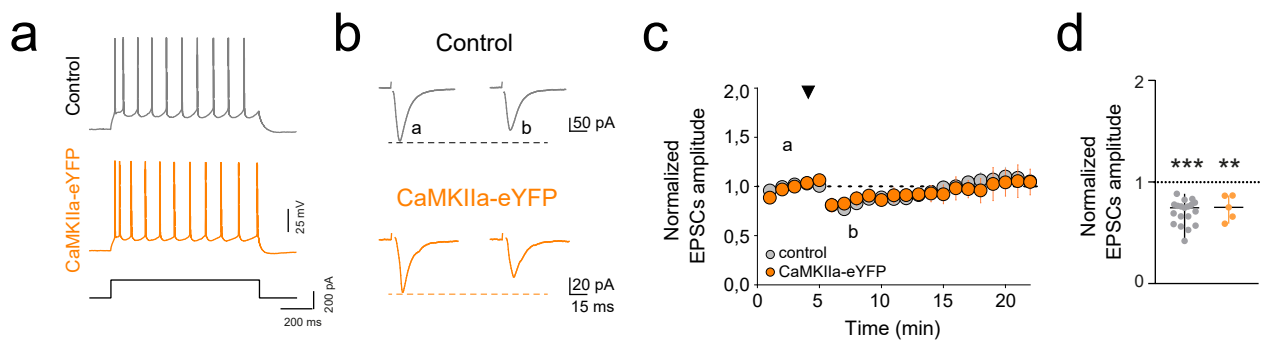 a
Control
CaMKIIa-eYFP
25 mV
200 pA
200 ms
b
Control
a
b
50 pA
CaMKIIa-eYFP
20 pA
15 ms
c
Normalized
EPSCs amplitude
2,0
1,5
1,0
0,5
0,0
a
b
control
CaMKIIa-eYFP
0
5
10
15
20
Time (min)
d
Normalized
EPSCs amplitude
2
1
0
***
**